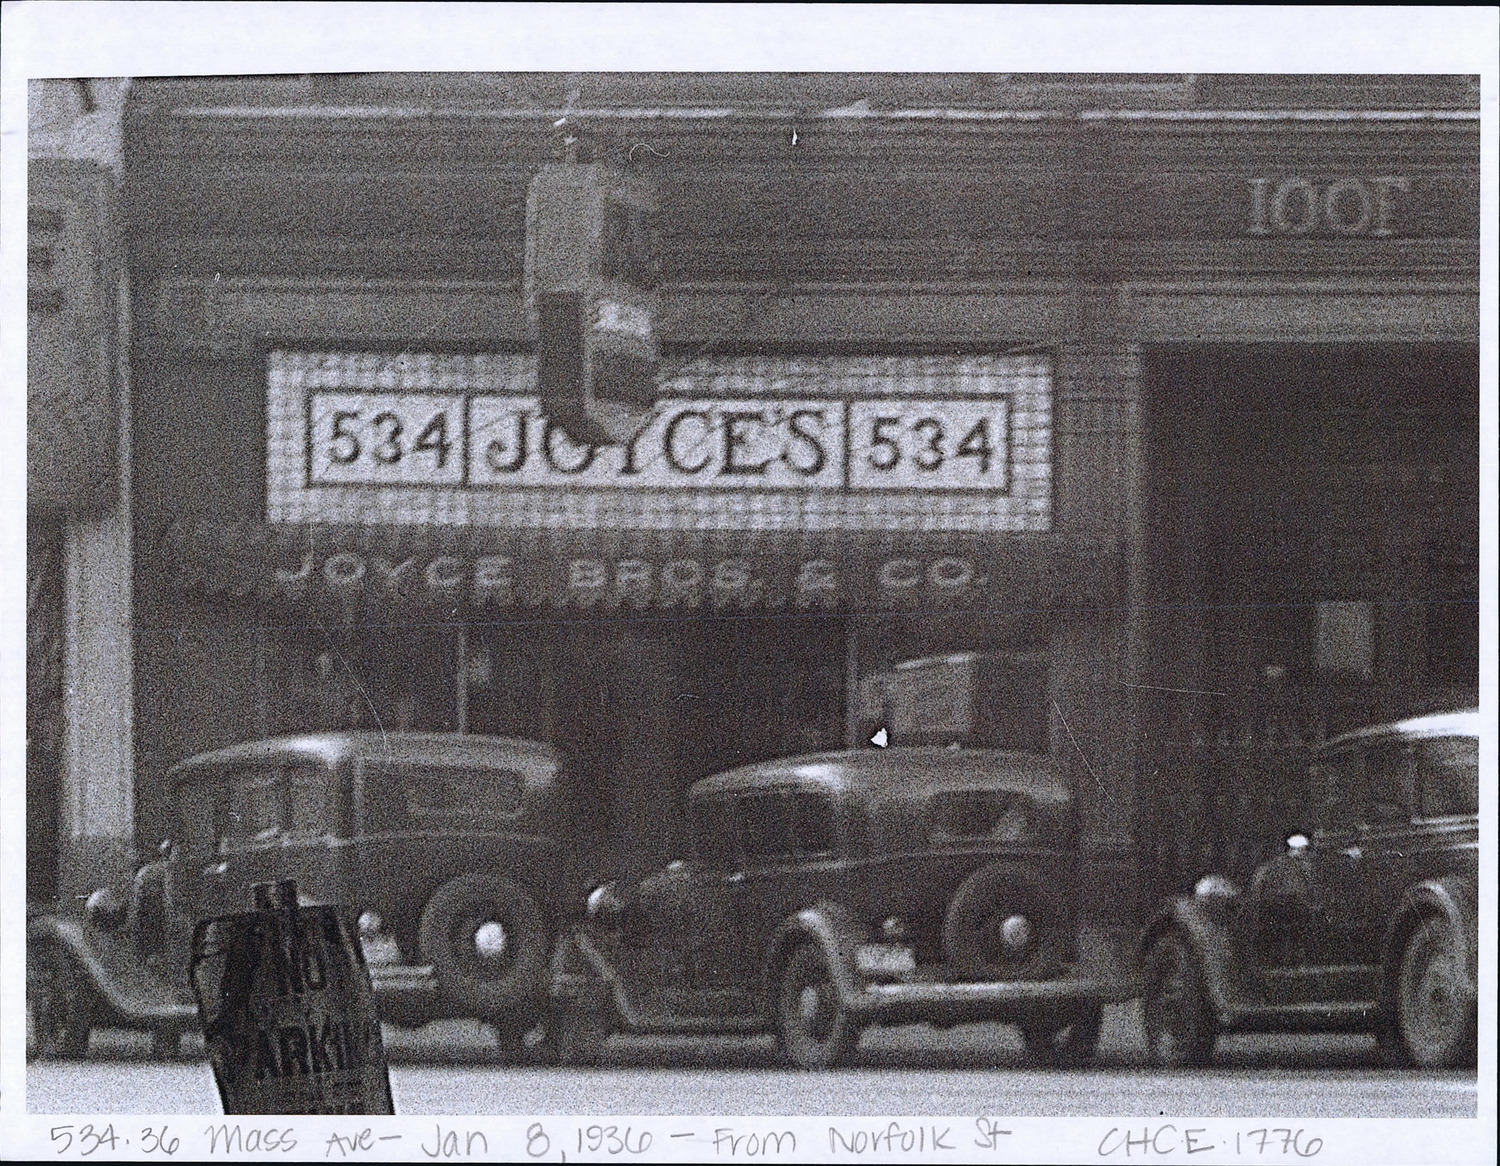 1001
534 JOYCE'S 534
JOYCE BROS. & CO.
NO
PARKING
534.36 Mass Ave - Jan 8, 1936 - From Norfolk St CHCE.1776